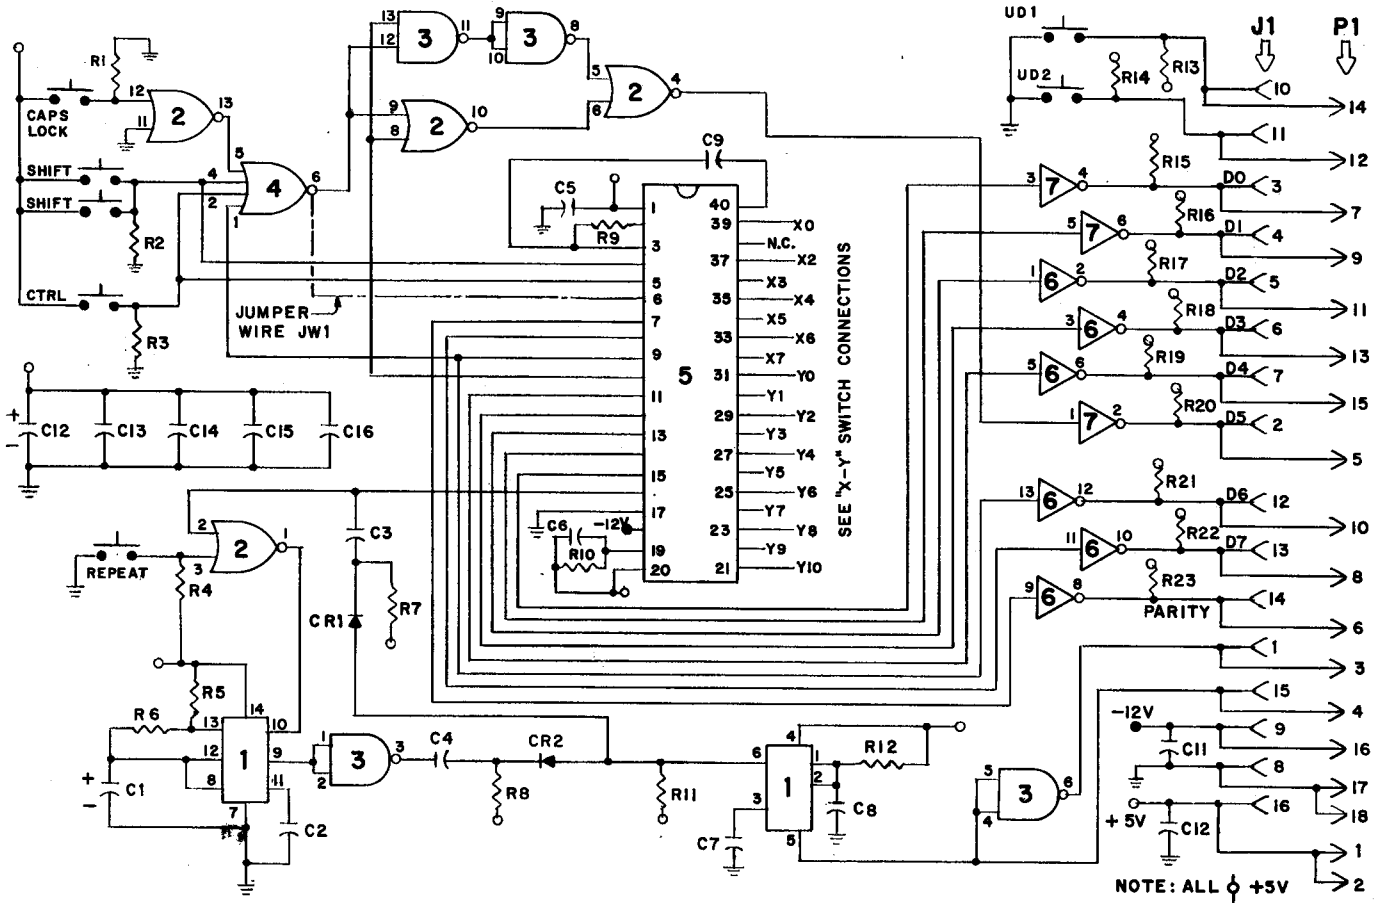 UD1
J1
P1
13
12
3
11
9
10
3
8
UD2
R14
R13
10
14
11
12
R1
CAPS
LOCK
12
11
2
13
9
8
2
10
5
6
2
4
SHIFT
SHIFT
5
4
2
1
4
6
R2
CTRL
R3
JUMPER
WIRE JW1
C9
C5
R9
1
3
5
6
7
9
11
13
15
17
19
20
5
40
39
37
35
33
31
29
27
25
23
21
X0
N.C.
X2
X3
X4
X5
X6
X7
Y0
Y1
Y2
Y3
Y4
Y5
Y6
Y7
Y8
Y9
Y10
SEE "X-Y" SWITCH CONNECTIONS
C6
-12V
R10
3
7
4
R15
D0
3
7
5
7
6
R16
D1
4
9
1
6
2
R17
D2
5
11
3
6
4
R18
D3
6
13
5
6
6
R19
D4
7
15
1
7
2
R20
D5
2
5
13
6
12
R21
D6
12
10
11
6
10
R22
D7
13
8
9
6
8
R23
PARITY
14
6
1
3
15
4
-12V
C11
9
16
8
17
18
+5V
C12
16
1
2
+
-
C12
C13
C14
C15
C16
2
3
2
1
REPEAT
R4
C3
CR1
R7
R5
R6
14
13
12
8
7
1
10
9
11
+
-
C1
C2
1
2
3
3
C4
R8
CR2
R11
6
3
4
1
1
2
5
R12
C7
C8
5
4
3
6
NOTE: ALL +5V